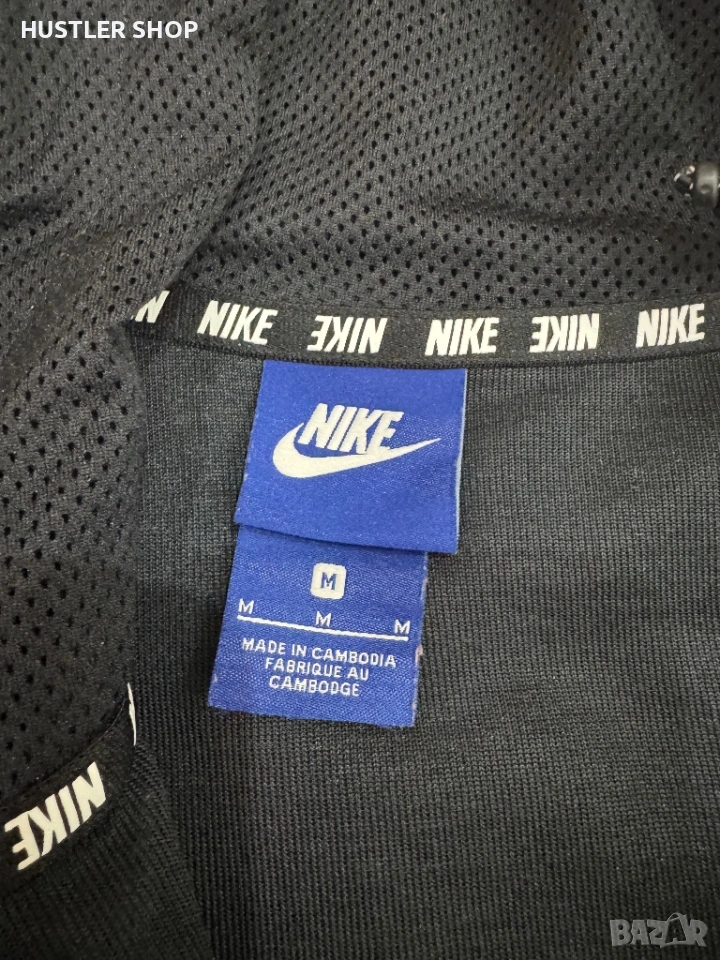 HUSTLER SHOP
N NIKE NIKE NIKE NIKE NIKE
NIKE
M
M M M
MADE IN CAMBODIA
FABRIQUE AU
CAMBODGE
NIKE
BAZAR